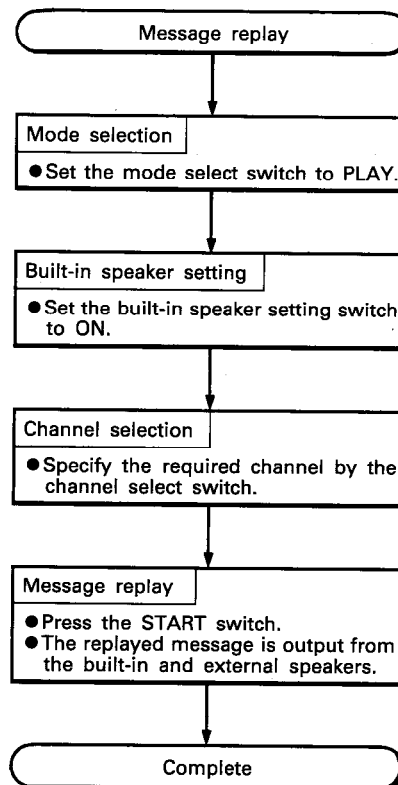 Message replay
Mode selection
●Set the mode select switch to PLAY.
Built-in speaker setting
●Set the built-in speaker setting switch
to ON.
Channel selection
●Specify the required channel by the
channel select switch.
Message replay
●Press the START switch.
●The replayed message is output from
the built-in and external speakers.
Complete